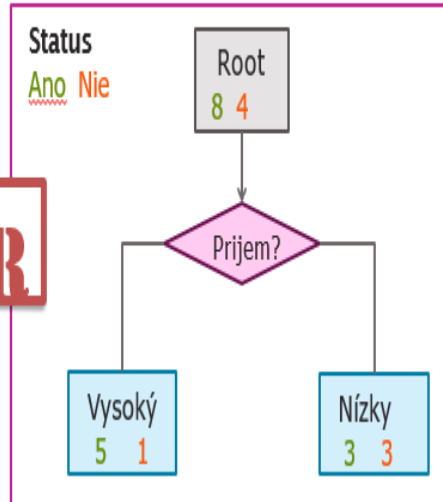 Status
Ano Nie
Root
8 4
R
Prijem?
Vysoký
5 1
Nízky
3 3